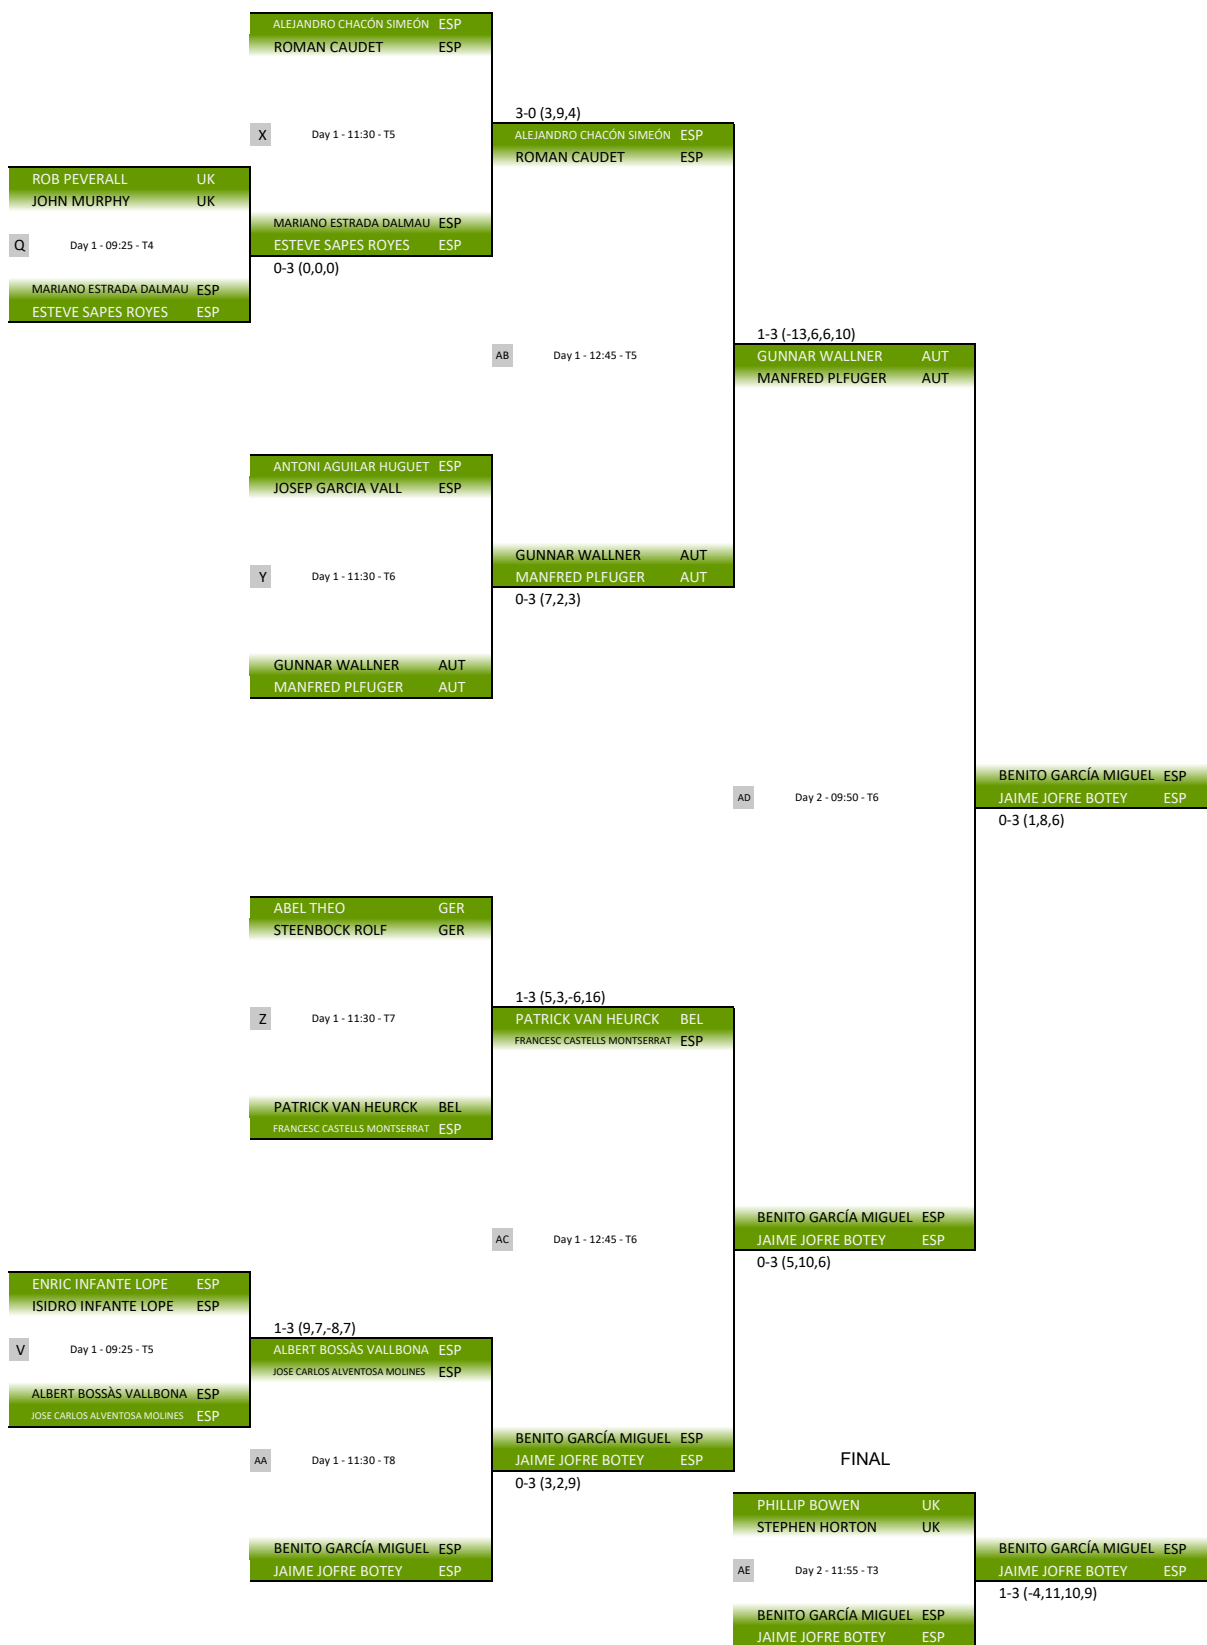 ALEJANDRO CHACÓN SIMEÓN ESP
ROMAN CAUDET ESP
3-0 (3,9,4)
X Day 1 - 11:30 - T5
ALEJANDRO CHACÓN SIMEÓN ESP
ROMAN CAUDET ESP
ROB PEVERALL UK
JOHN MURPHY UK
MARIANO ESTRADA DALMAU ESP
Q Day 1 - 09:25 - T4
ESTEVE SAPES ROYES ESP
0-3 (0,0,0)
MARIANO ESTRADA DALMAU ESP
ESTEVE SAPES ROYES ESP
1-3 (-13,6,6,10)
AB Day 1 - 12:45 - T5
GUNNAR WALLNER AUT
MANFRED PLFUGER AUT
ANTONI AGUILAR HUGUET ESP
JOSEP GARCIA VALL ESP
GUNNAR WALLNER AUT
Y Day 1 - 11:30 - T6
MANFRED PLFUGER AUT
0-3 (7,2,3)
GUNNAR WALLNER AUT
MANFRED PLFUGER AUT
BENITO GARCÍA MIGUEL ESP
AD Day 2 - 09:50 - T6
JAIME JOFRE BOTEY ESP
0-3 (1,8,6)
ABEL THEO GER
STEENBOCK ROLF GER
1-3 (5,3,-6,16)
Z Day 1 - 11:30 - T7
PATRICK VAN HEURCK BEL
FRANCESC CASTELLS MONTSERRAT ESP
PATRICK VAN HEURCK BEL
FRANCESC CASTELLS MONTSERRAT ESP
BENITO GARCÍA MIGUEL ESP
AC Day 1 - 12:45 - T6
JAIME JOFRE BOTEY ESP
0-3 (5,10,6)
ENRIC INFANTE LOPE ESP
ISIDRO INFANTE LOPE ESP
1-3 (9,7,-8,7)
V Day 1 - 09:25 - T5
ALBERT BOSSÀS VALLBONA ESP
JOSE CARLOS ALVENTOSA MOLINES ESP
ALBERT BOSSÀS VALLBONA ESP
JOSE CARLOS ALVENTOSA MOLINES ESP
BENITO GARCÍA MIGUEL ESP
AA Day 1 - 11:30 - T8
JAIME JOFRE BOTEY ESP
FINAL
0-3 (3,2,9)
PHILLIP BOWEN UK
STEPHEN HORTON UK
BENITO GARCÍA MIGUEL ESP
JAIME JOFRE BOTEY ESP
BENITO GARCÍA MIGUEL ESP
AE Day 2 - 11:55 - T3
JAIME JOFRE BOTEY ESP
1-3 (-4,11,10,9)
BENITO GARCÍA MIGUEL ESP
JAIME JOFRE BOTEY ESP